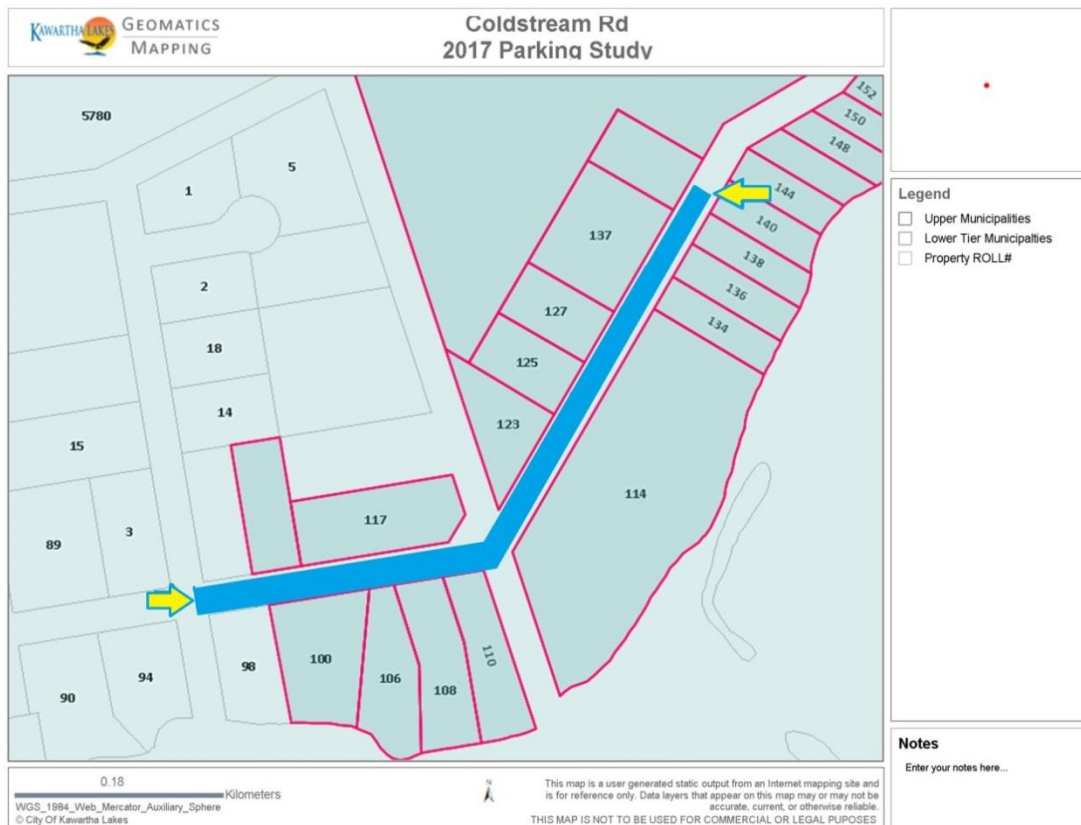 KAWARTHA LAKES
GEOMATICS
MAPPING
Coldstream Rd
2017 Parking Study
5780
1
5
2
18
14
15
89
3
90
94
98
117
100
106
108
110
123
125
127
137
114
134
136
138
140
144
148
150
152
Legend
Upper Municipalities
Lower Tier Municipalties
Property ROLL#
Notes
Enter your notes here...
0.18
Kilometers
WGS_1984_Web_Mercator_Auxiliary_Sphere
© City Of Kawartha Lakes
N
This map is a user generated static output from an Internet mapping site and
is for reference only. Data layers that appear on this map may or may not be
accurate, current, or otherwise reliable.
THIS MAP IS NOT TO BE USED FOR COMMERCIAL OR LEGAL PURPOSES